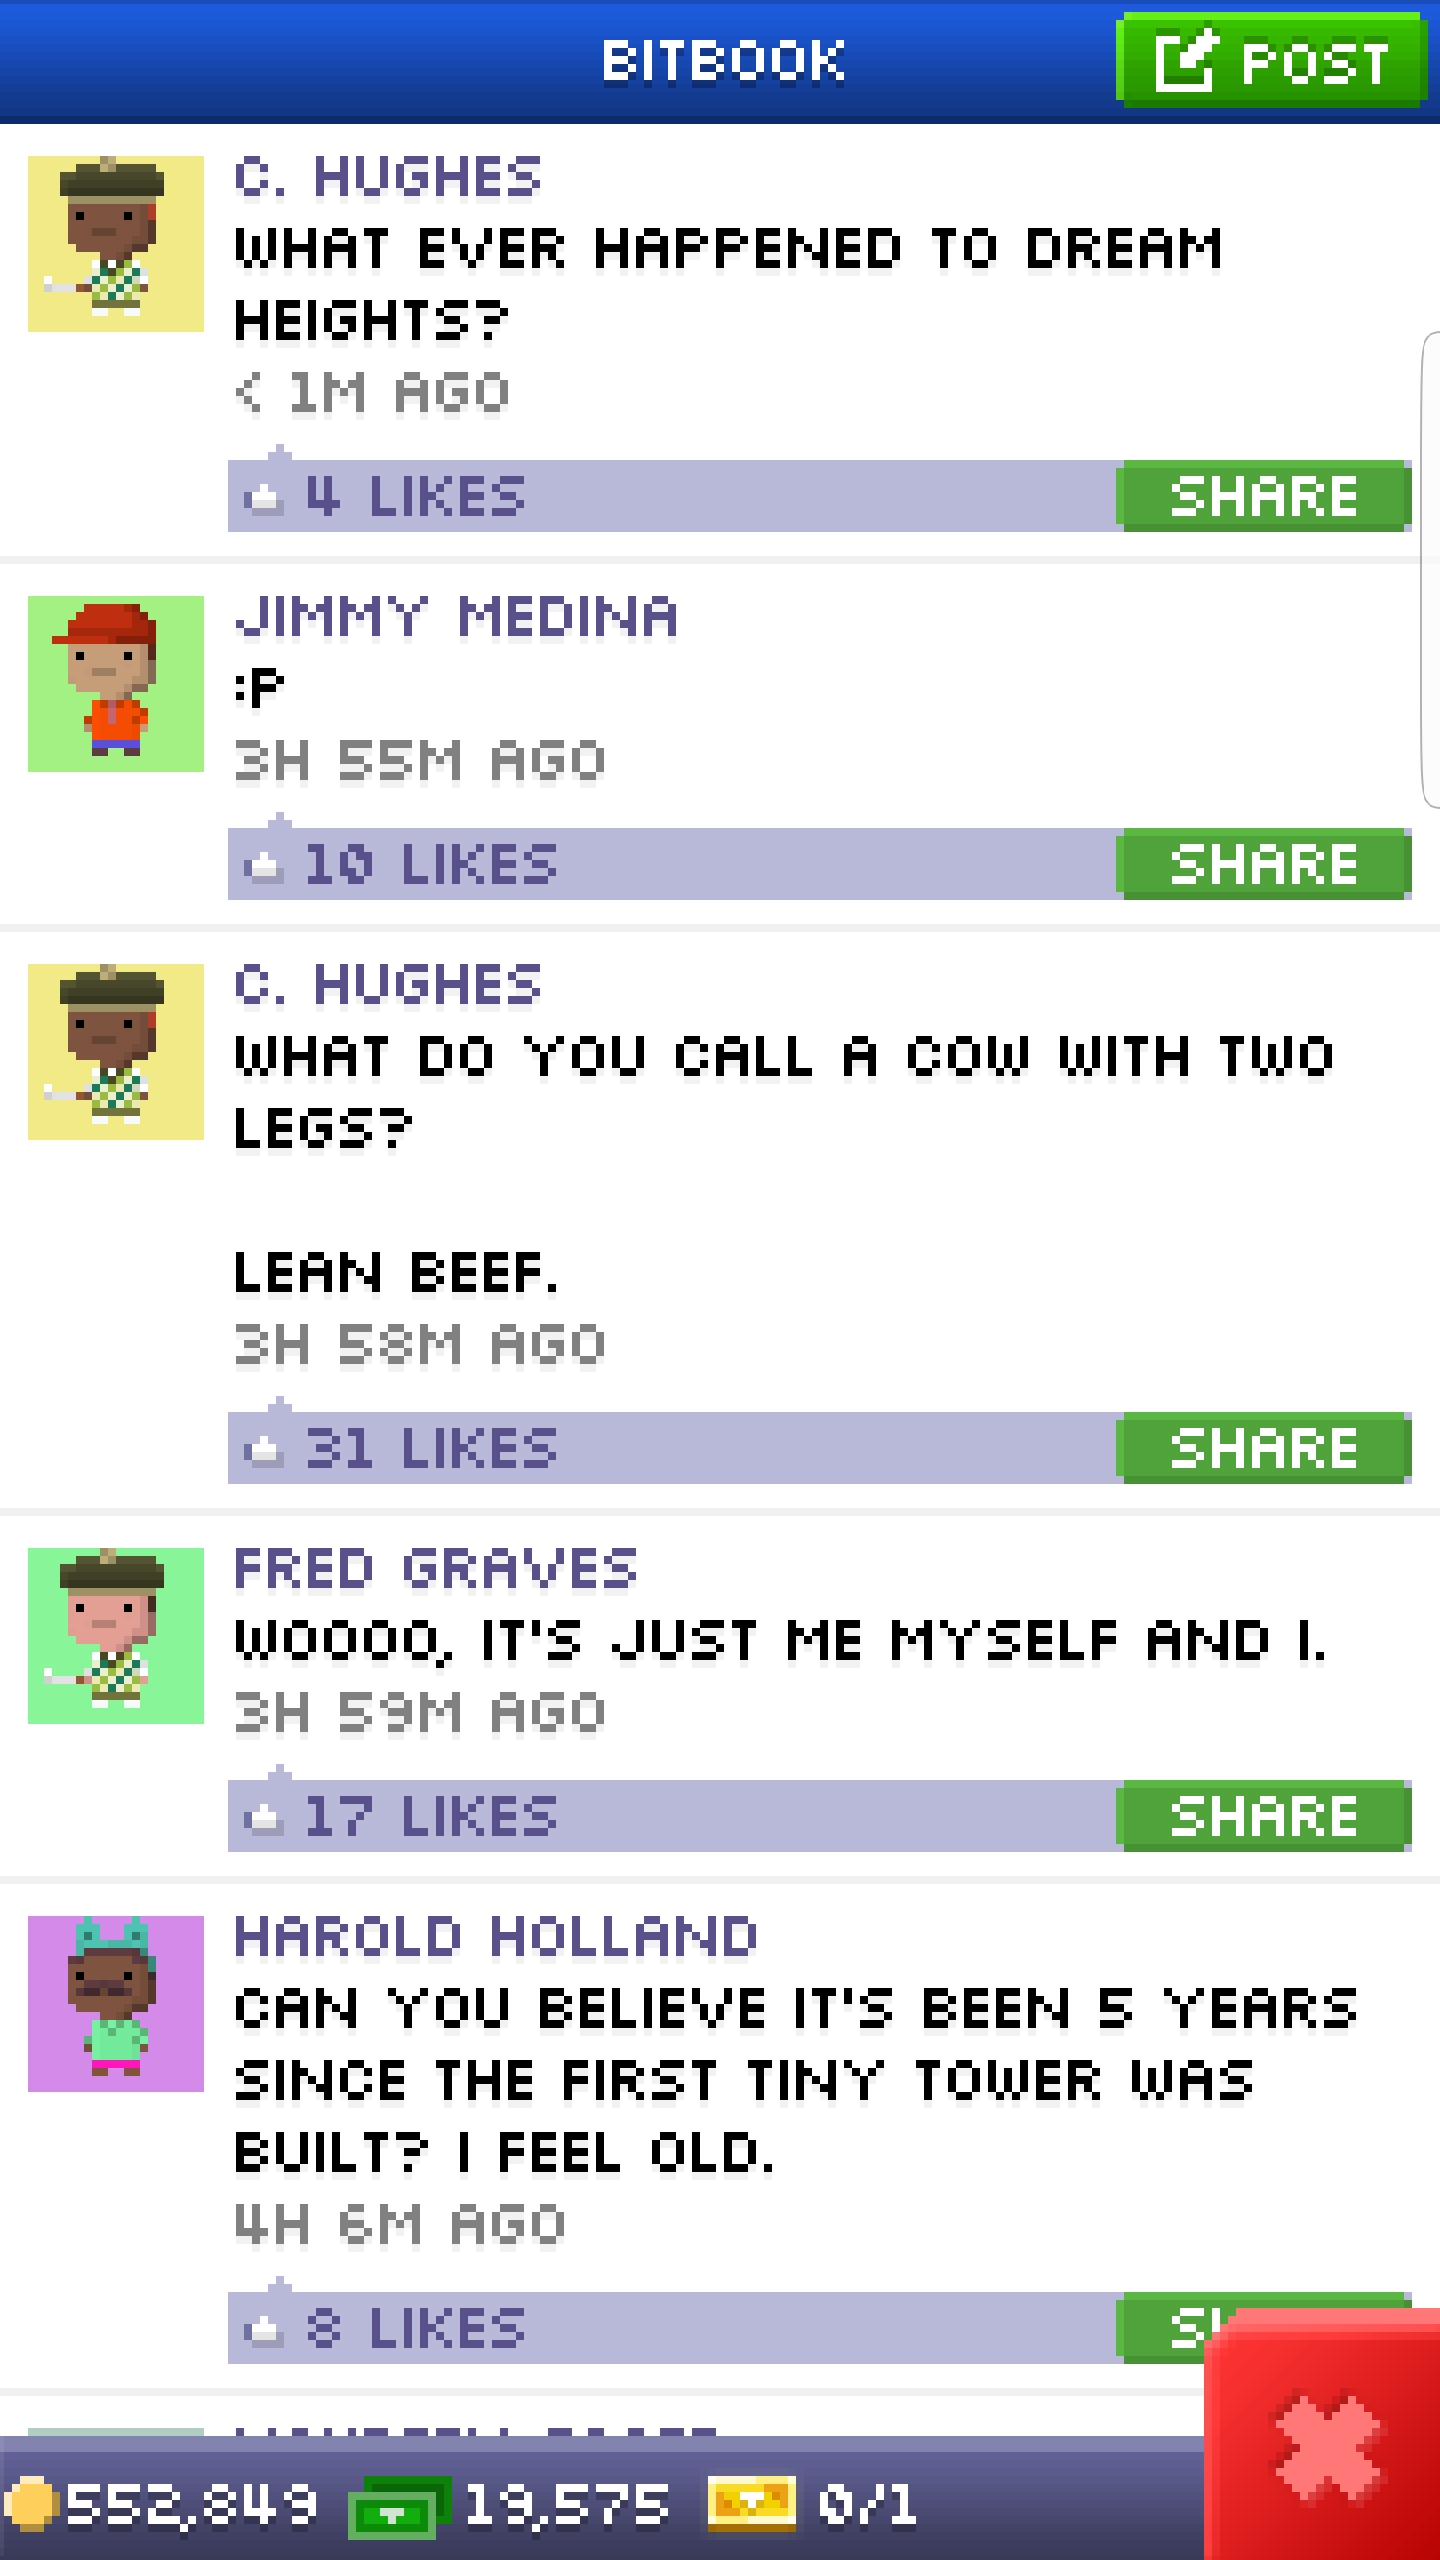 BITBOOK
POST
C. HUGHES
WHAT EVER HAPPENED TO DREAM
HEIGHTS?
< 1M AGO
4 LIKES
SHARE
JIMMY MEDINA
:P
3H 55M AGO
10 LIKES
SHARE
C. HUGHES
WHAT DO YOU CALL A COW WITH TWO
LEGS?
LEAN BEEF.
3H 58M AGO
31 LIKES
SHARE
FRED GRAVES
WOOOO, IT'S JUST ME MYSELF AND I.
3H 59M AGO
17 LIKES
SHARE
HAROLD HOLLAND
CAN YOU BELIEVE IT'S BEEN 5 YEARS
SINCE THE FIRST TINY TOWER WAS
BUILT? I FEEL OLD.
4H 6M AGO
8 LIKES
552,849 19,575 0/1